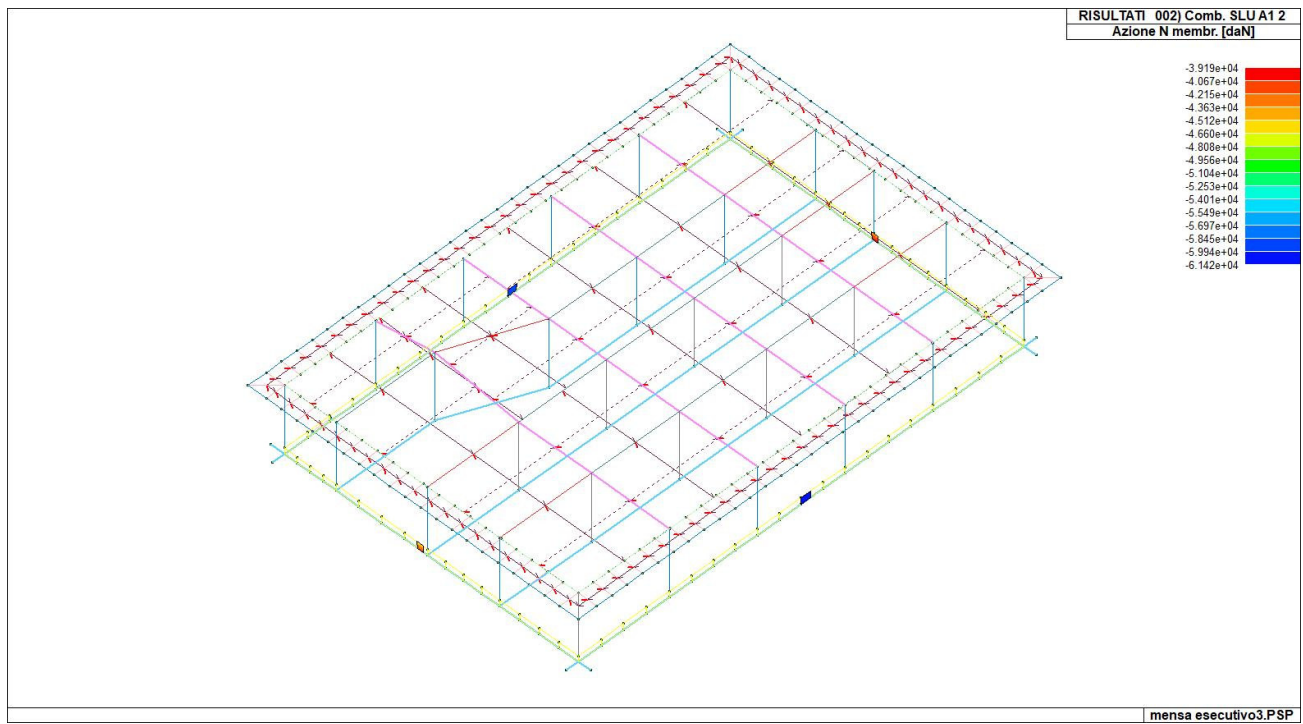 RISULTATI 002) Comb. SLU A1 2
Azione N membr. [daN]
-3.919e+04
-4.067e+04
-4.215e+04
-4.363e+04
-4.512e+04
-4.660e+04
-4.808e+04
-4.956e+04
-5.104e+04
-5.253e+04
-5.401e+04
-5.549e+04
-5.697e+04
-5.845e+04
-5.994e+04
-6.142e+04
mensa esecutivo3.PSP